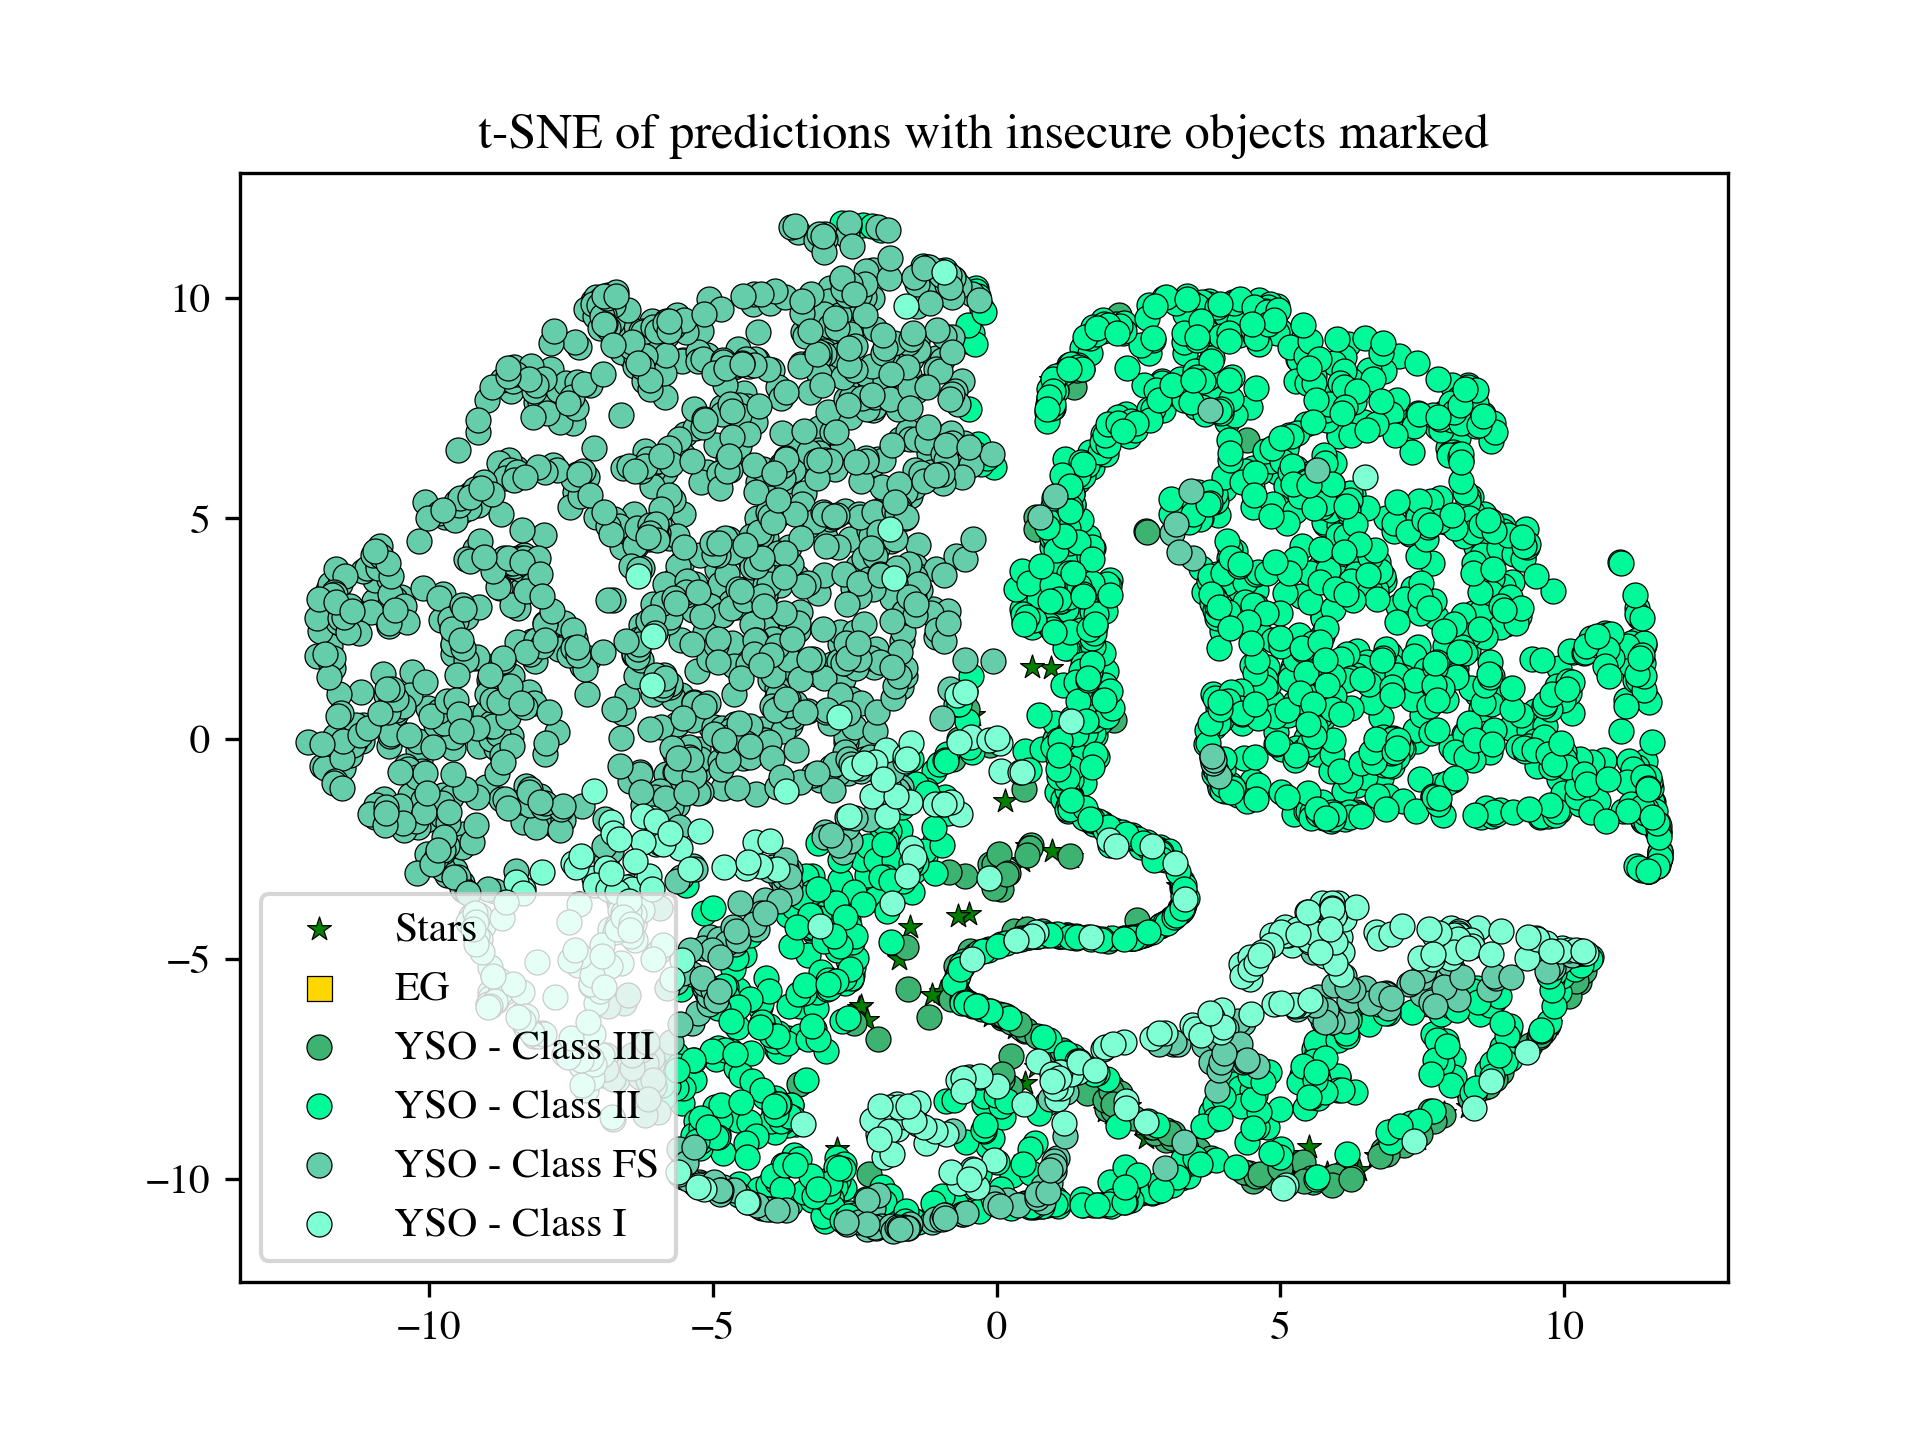 t-SNE of predictions with insecure objects marked
10
5
0
−5
−10
Stars
EG
YSO - Class III
YSO - Class II
YSO - Class FS
YSO - Class I
−10
−5
0
5
10